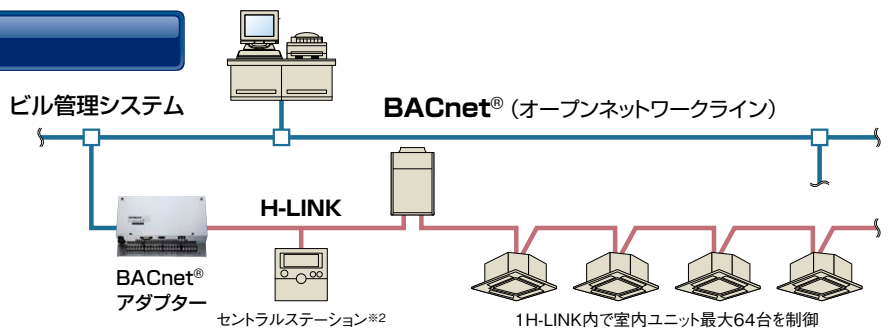 ビル管理システム
BACnet®（オープンネットワークライン）
H-LINK
BACnet®
アダプター
セントラルステーション※2
1H-LINK内で室内ユニット最大64台を制御